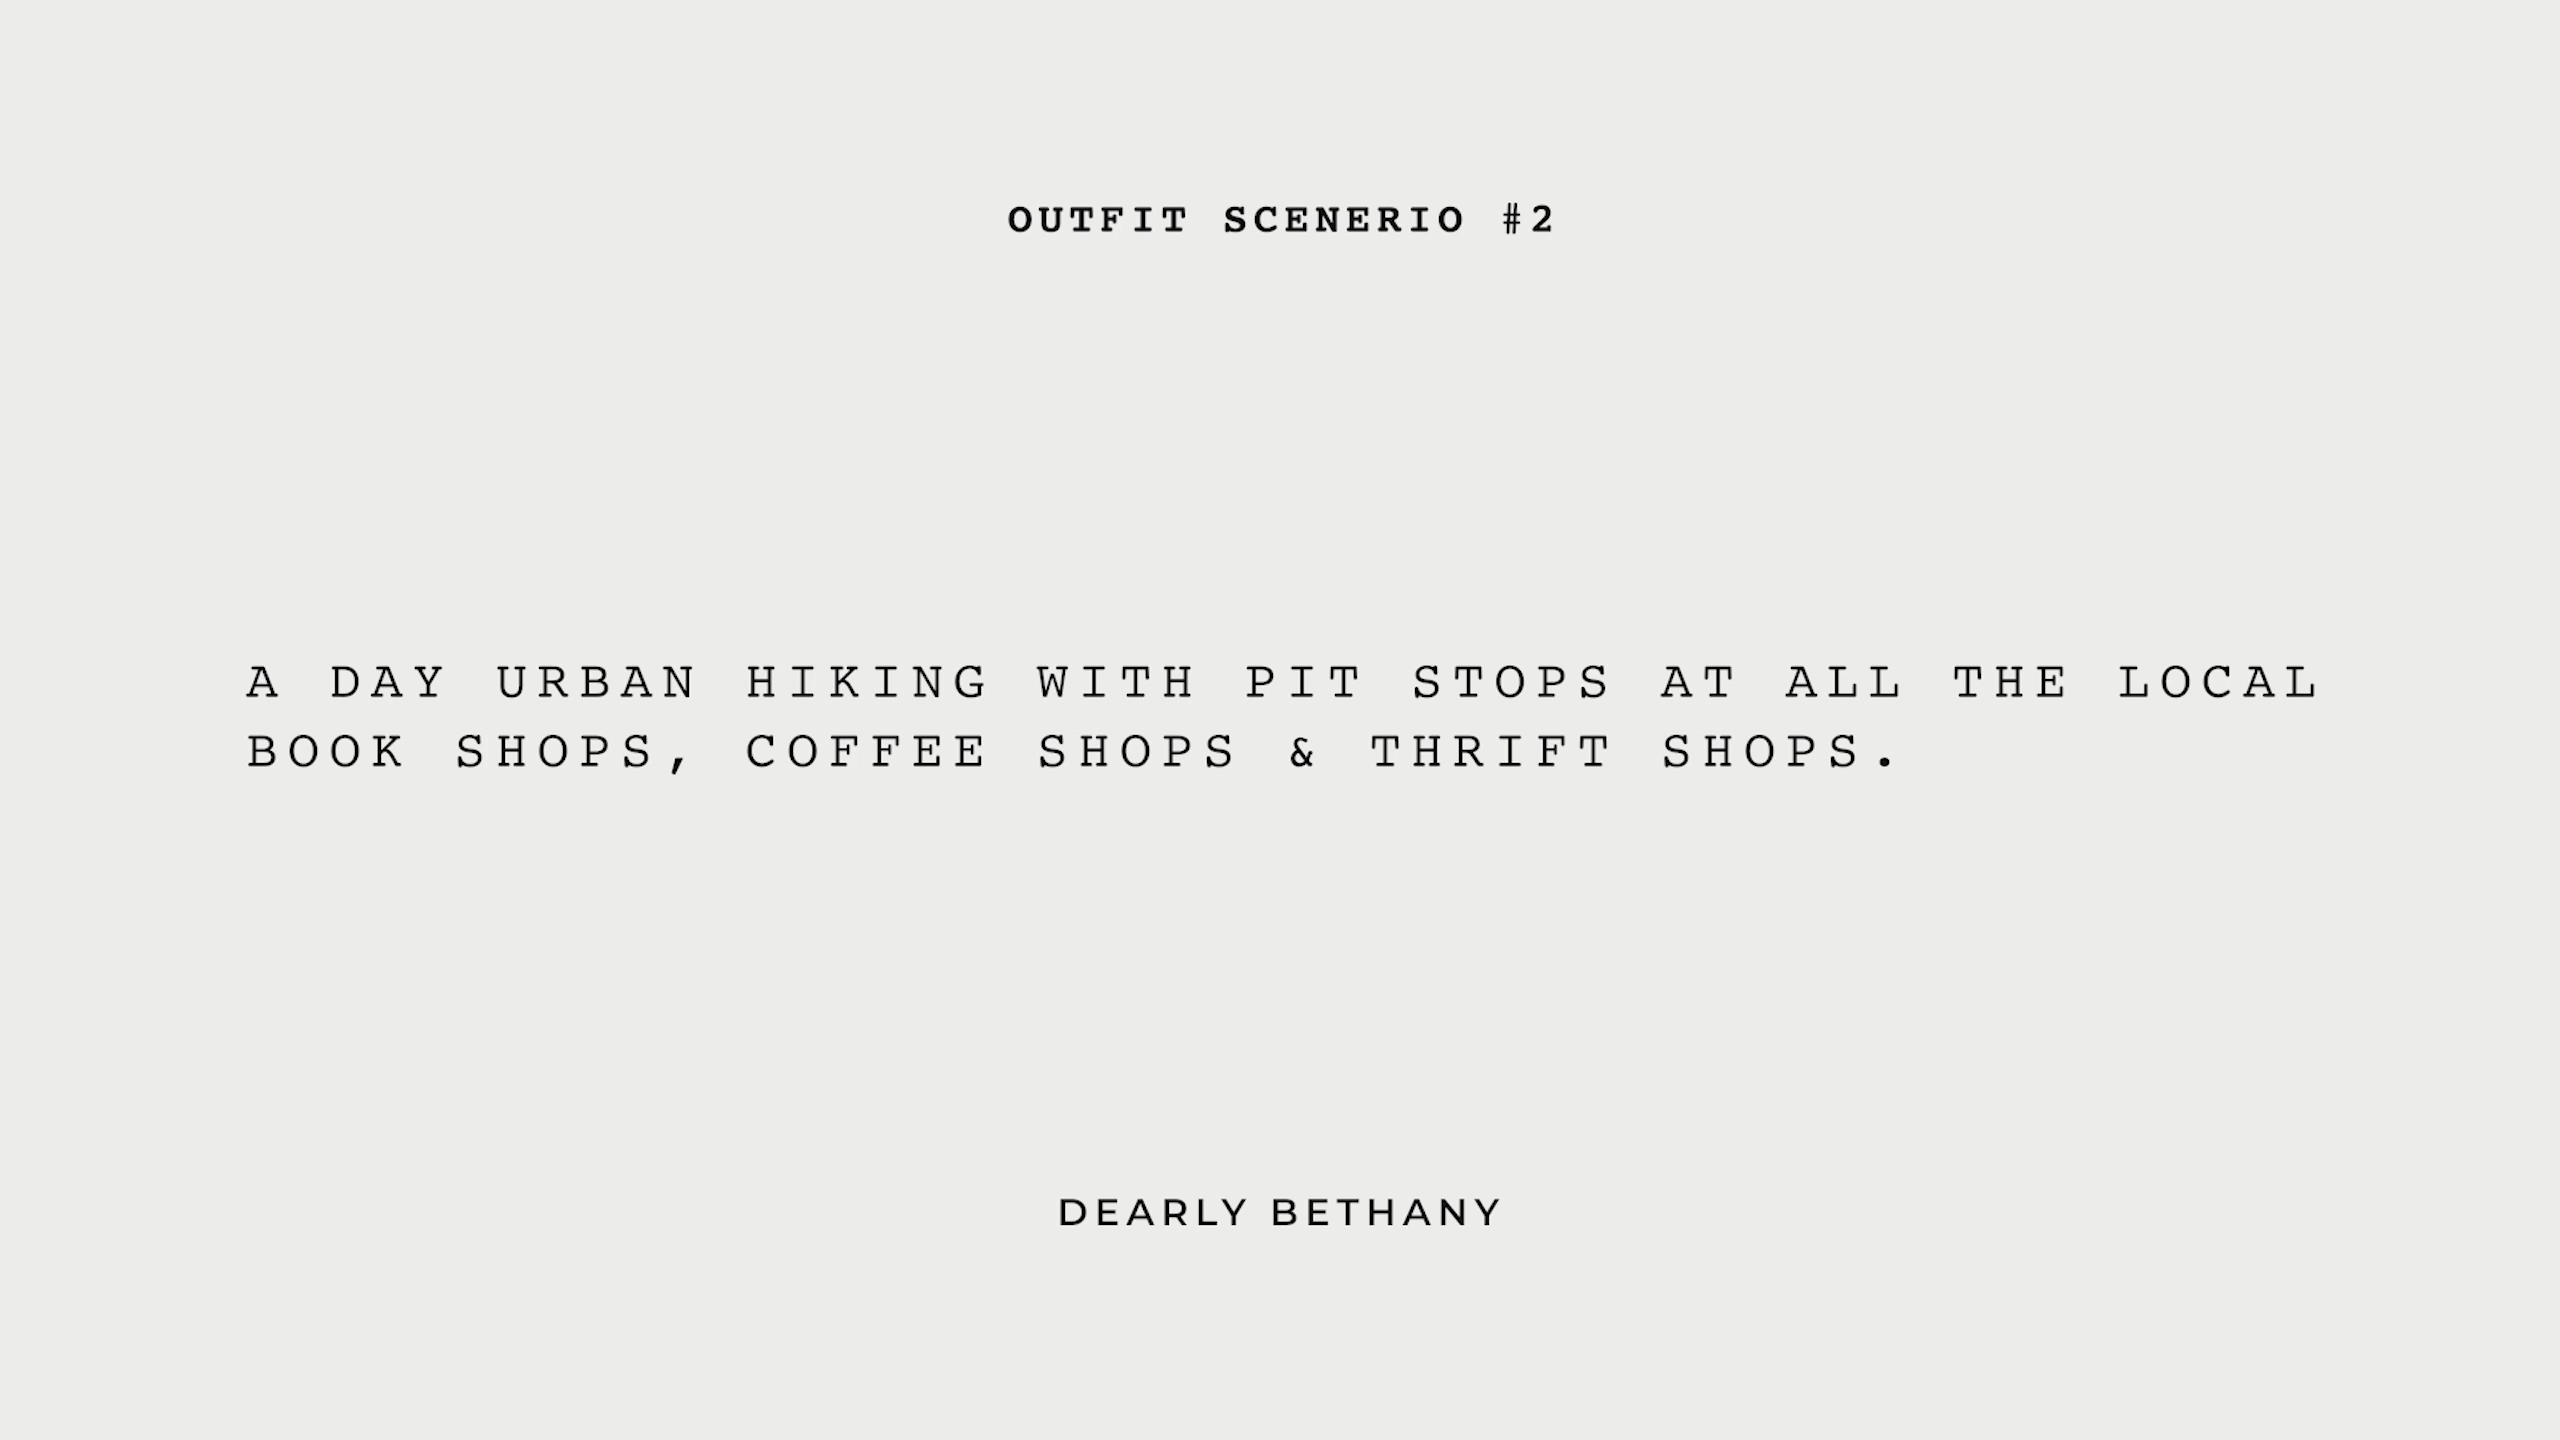 OUTFIT SCENERIO #2
A DAY URBAN HIKING WITH PIT STOPS AT ALL THE LOCAL
BOOK SHOPS, COFFEE SHOPS & THRIFT SHOPS.
DEARLY BETHANY